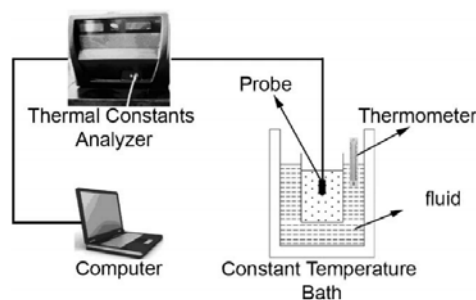 Probe
Thermometer
Thermal Constants
Analyzer
fluid
Computer
Constant Temperature
Bath